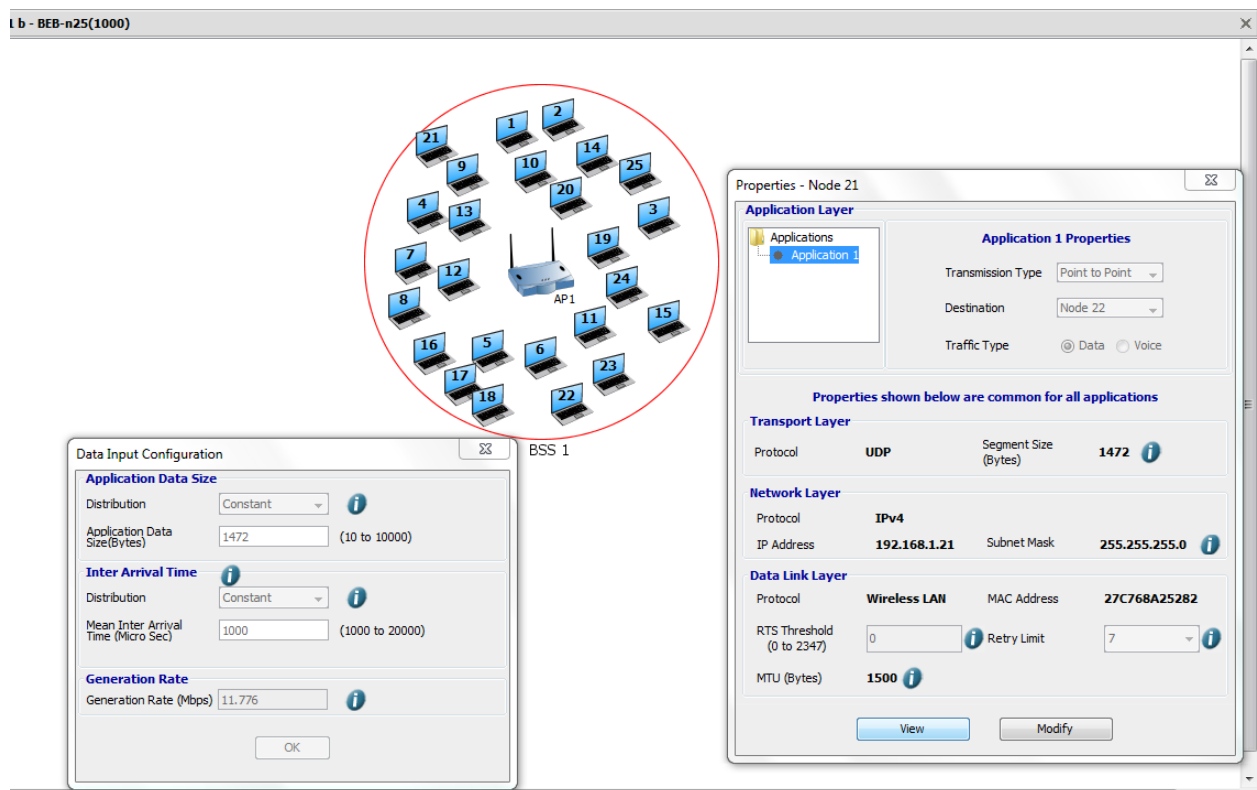 1 b - BEB-n25(1000)
1
2
21
14
9
10
25
20
4
13
3
19
7
12
24
AP1
8
11
15
16
5
6
23
17
18
22
BSS 1
Data Input Configuration
Application Data Size
Distribution Constant
Application Data
Size(Bytes) 1472 (10 to 10000)
Inter Arrival Time
Distribution Constant
Mean Inter Arrival
Time (Micro Sec) 1000 (1000 to 20000)
Generation Rate
Generation Rate (Mbps) 11.776
OK
Properties - Node 21
Application Layer
Applications
Application 1
Application 1 Properties
Transmission Type Point to Point
Destination Node 22
Traffic Type Data Voice
Properties shown below are common for all applications
Transport Layer
Protocol UDP Segment Size
(Bytes) 1472
Network Layer
Protocol IPv4
IP Address 192.168.1.21 Subnet Mask 255.255.255.0
Data Link Layer
Protocol Wireless LAN MAC Address 27C768A25282
RTS Threshold
(0 to 2347) 0 Retry Limit 7
MTU (Bytes) 1500
View Modify